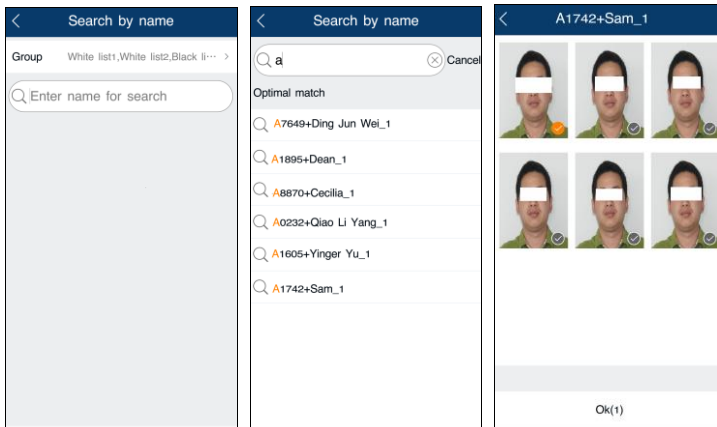 Search by name
Group White list1,White list2,Black li··· >
Enter name for search
Search by name
a
Cancel
Optimal match
A7649+Ding Jun Wei_1
A1895+Dean_1
A8870+Cecilia_1
A0232+Qiao Li Yang_1
A1605+Yinger Yu_1
A1742+Sam_1
A1742+Sam_1
Ok(1)